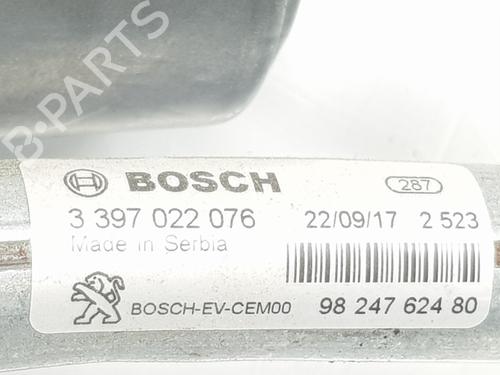 B-PARTS
BOSCH
287
3 397 022 076
22/09/17 2 523
Made in Serbia
BOSCH-EV-CEM00
98 247 624 80